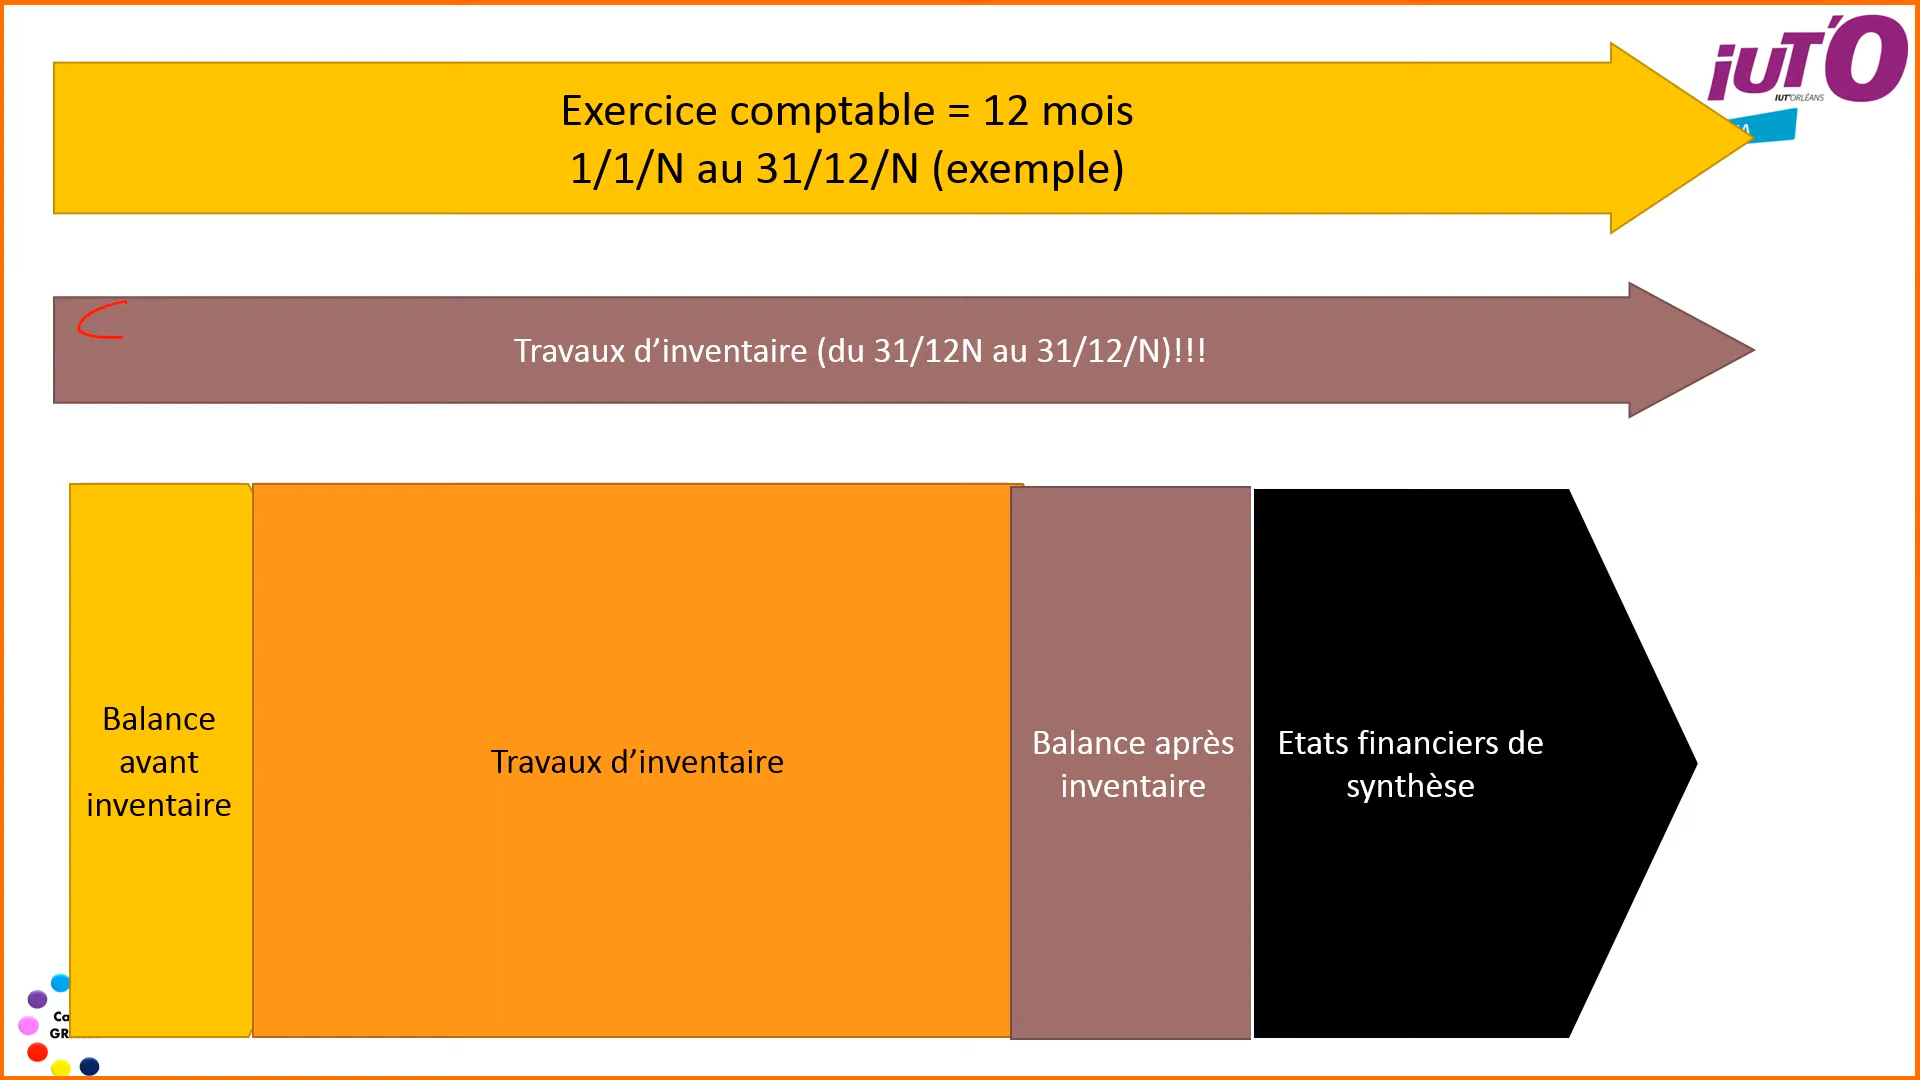 Exercice comptable = 12 mois
1/1/N au 31/12/N (exemple)
iUT'O
IUT'ORLÉANS
Travaux d’inventaire (du 31/12N au 31/12/N)!!!
Balance
avant
inventaire
Travaux d’inventaire
Balance après
inventaire
Etats financiers de
synthèse